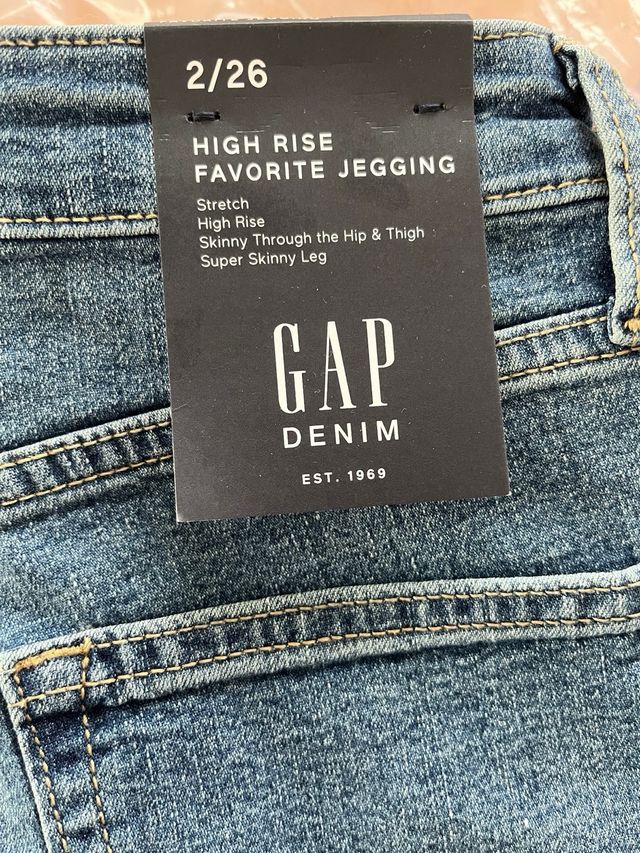 2/26
HIGH RISE
FAVORITE JEGGING
Stretch
High Rise
Skinny Through the Hip & Thigh
Super Skinny Leg
GAP
DENIM
EST. 1969